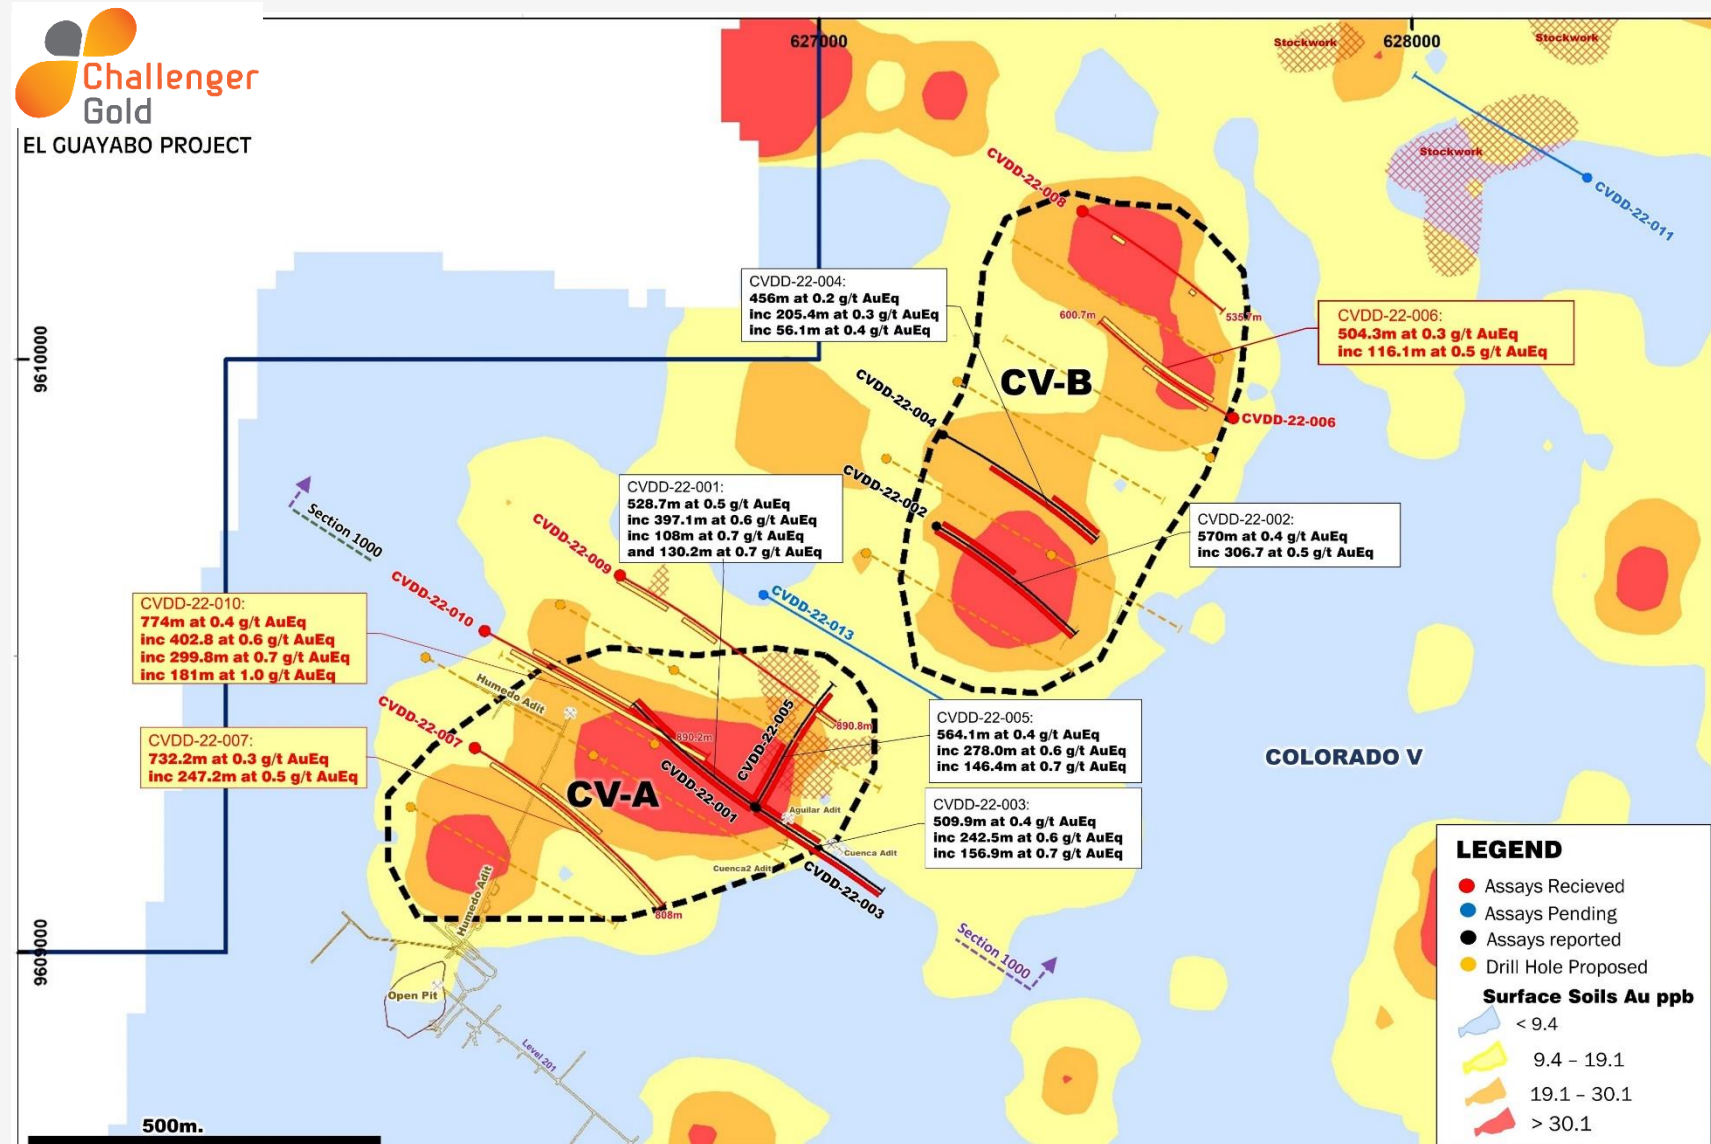 Challenger
Gold
EL GUAYABO PROJECT
627000
628000
9610000
9609000
Stockwork
Stockwork
Stockwork
CVDD-22-011
CVDD-22-008
535.7m
600.7m
CVDD-22-004:
456m at 0.2 g/t AuEq
inc 205.4m at 0.3 g/t AuEq
inc 56.1m at 0.4 g/t AuEq
CVDD-22-006:
504.3m at 0.3 g/t AuEq
inc 116.1m at 0.5 g/t AuEq
CV-B
CVDD-22-004
CVDD-22-006
CVDD-22-002
CVDD-22-001:
528.7m at 0.5 g/t AuEq
inc 397.1m at 0.6 g/t AuEq
inc 108m at 0.7 g/t AuEq
and 130.2m at 0.7 g/t AuEq
CVDD-22-002:
570m at 0.4 g/t AuEq
inc 306.7 at 0.5 g/t AuEq
Section 1000
CVDD-22-009
CVDD-22-010
CVDD-22-013
CVDD-22-010:
774m at 0.4 g/t AuEq
inc 402.8 at 0.6 g/t AuEq
inc 299.8m at 0.7 g/t AuEq
inc 181m at 1.0 g/t AuEq
Humedo Adit
CVDD-22-007
CVDD-22-005
890.8m
890.2m
CVDD-22-007:
732.2m at 0.3 g/t AuEq
inc 247.2m at 0.5 g/t AuEq
CVDD-22-005:
564.1m at 0.4 g/t AuEq
inc 278.0m at 0.6 g/t AuEq
inc 146.4m at 0.7 g/t AuEq
COLORADO V
CV-A
CVDD-22-001
CVDD-22-003:
509.9m at 0.4 g/t AuEq
inc 242.5m at 0.6 g/t AuEq
inc 156.9m at 0.7 g/t AuEq
Aguilar Adit
Cuenca Adit
Cuenca2 Adit
CVDD-22-003
Humedo Adit
808m
Section 1000
Open Pit
Level 201
500m.
LEGEND
Assays Recieved
Assays Pending
Assays reported
Drill Hole Proposed
Surface Soils Au ppb
< 9.4
9.4 – 19.1
19.1 – 30.1
> 30.1